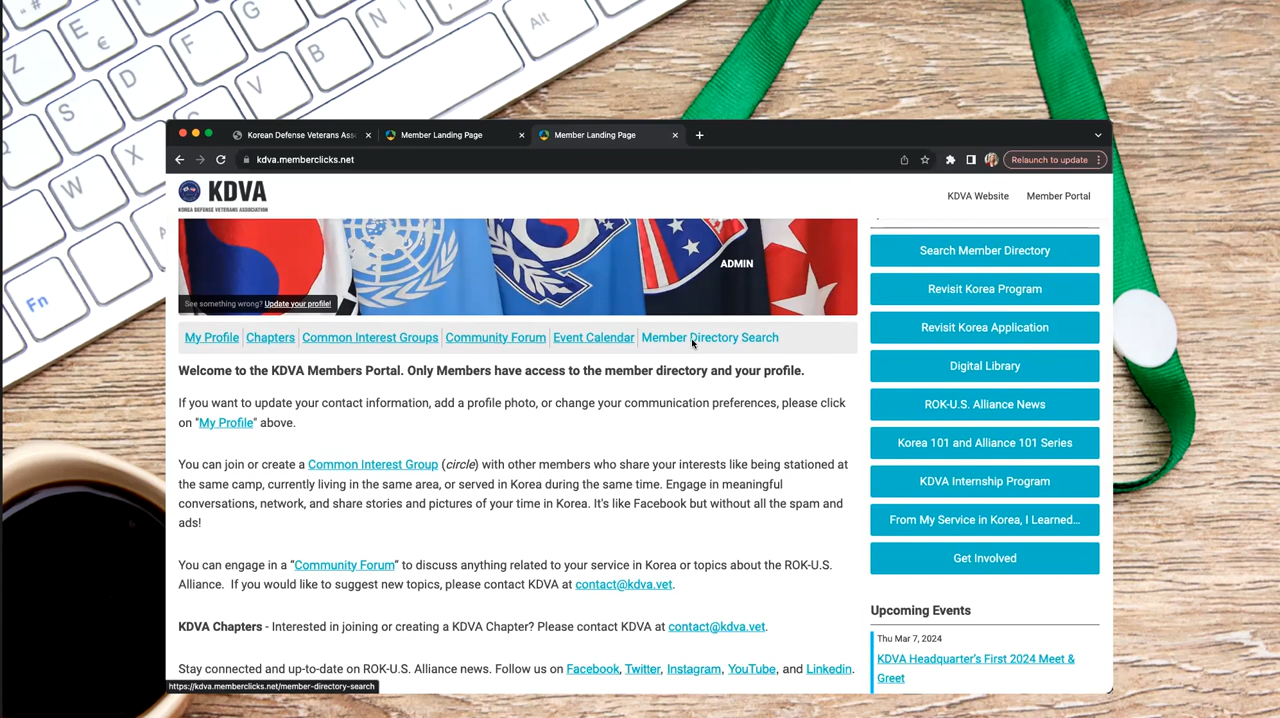 Z
E
€
R
F
G
B
N
Alt
S
D
V
X
W
Fn
Korean Defense Veterans Ass
Member Landing Page
Member Landing Page
kdva.memberclicks.net
Relaunch to update
KDVA
KOREA DEFENSE VETERANS ASSOCIATION
KDVA Website
Member Portal
ADMIN
See something wrong? Update your profile!
My Profile
Chapters
Common Interest Groups
Community Forum
Event Calendar
Member Directory Search
Welcome to the KDVA Members Portal. Only Members have access to the member directory and your profile.
If you want to update your contact information, add a profile photo, or change your communication preferences, please click
on "My Profile" above.
You can join or create a Common Interest Group (circle) with other members who share your interests like being stationed at
the same camp, currently living in the same area, or served in Korea during the same time. Engage in meaningful
conversations, network, and share stories and pictures of your time in Korea. It's like Facebook but without all the spam and
ads!
You can engage in a “Community Forum” to discuss anything related to your service in Korea or topics about the ROK-U.S.
Alliance. If you would like to suggest new topics, please contact KDVA at contact@kdva.vet.
KDVA Chapters - Interested in joining or creating a KDVA Chapter? Please contact KDVA at contact@kdva.vet.
Stay connected and up-to-date on ROK-U.S. Alliance news. Follow us on Facebook, Twitter, Instagram, YouTube, and Linkedin.
https://kdva.memberclicks.net/member-directory-search
Search Member Directory
Revisit Korea Program
Revisit Korea Application
Digital Library
ROK-U.S. Alliance News
Korea 101 and Alliance 101 Series
KDVA Internship Program
From My Service in Korea, I Learned...
Get Involved
Upcoming Events
Thu Mar 7, 2024
KDVA Headquarter's First 2024 Meet &
Greet